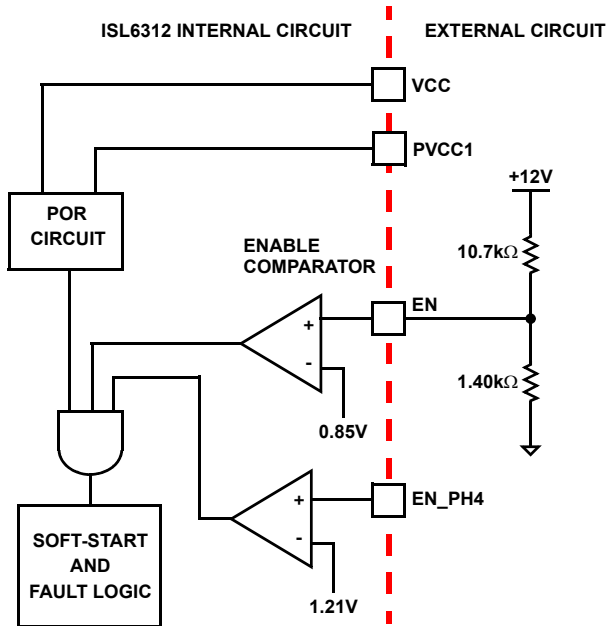 ISL6312 INTERNAL CIRCUIT
EXTERNAL CIRCUIT
VCC
PVCC1
+12V
POR
CIRCUIT
10.7kΩ
ENABLE
COMPARATOR
EN
+
-
1.40kΩ
0.85V
EN_PH4
+
-
SOFT-START
AND
FAULT LOGIC
1.21V